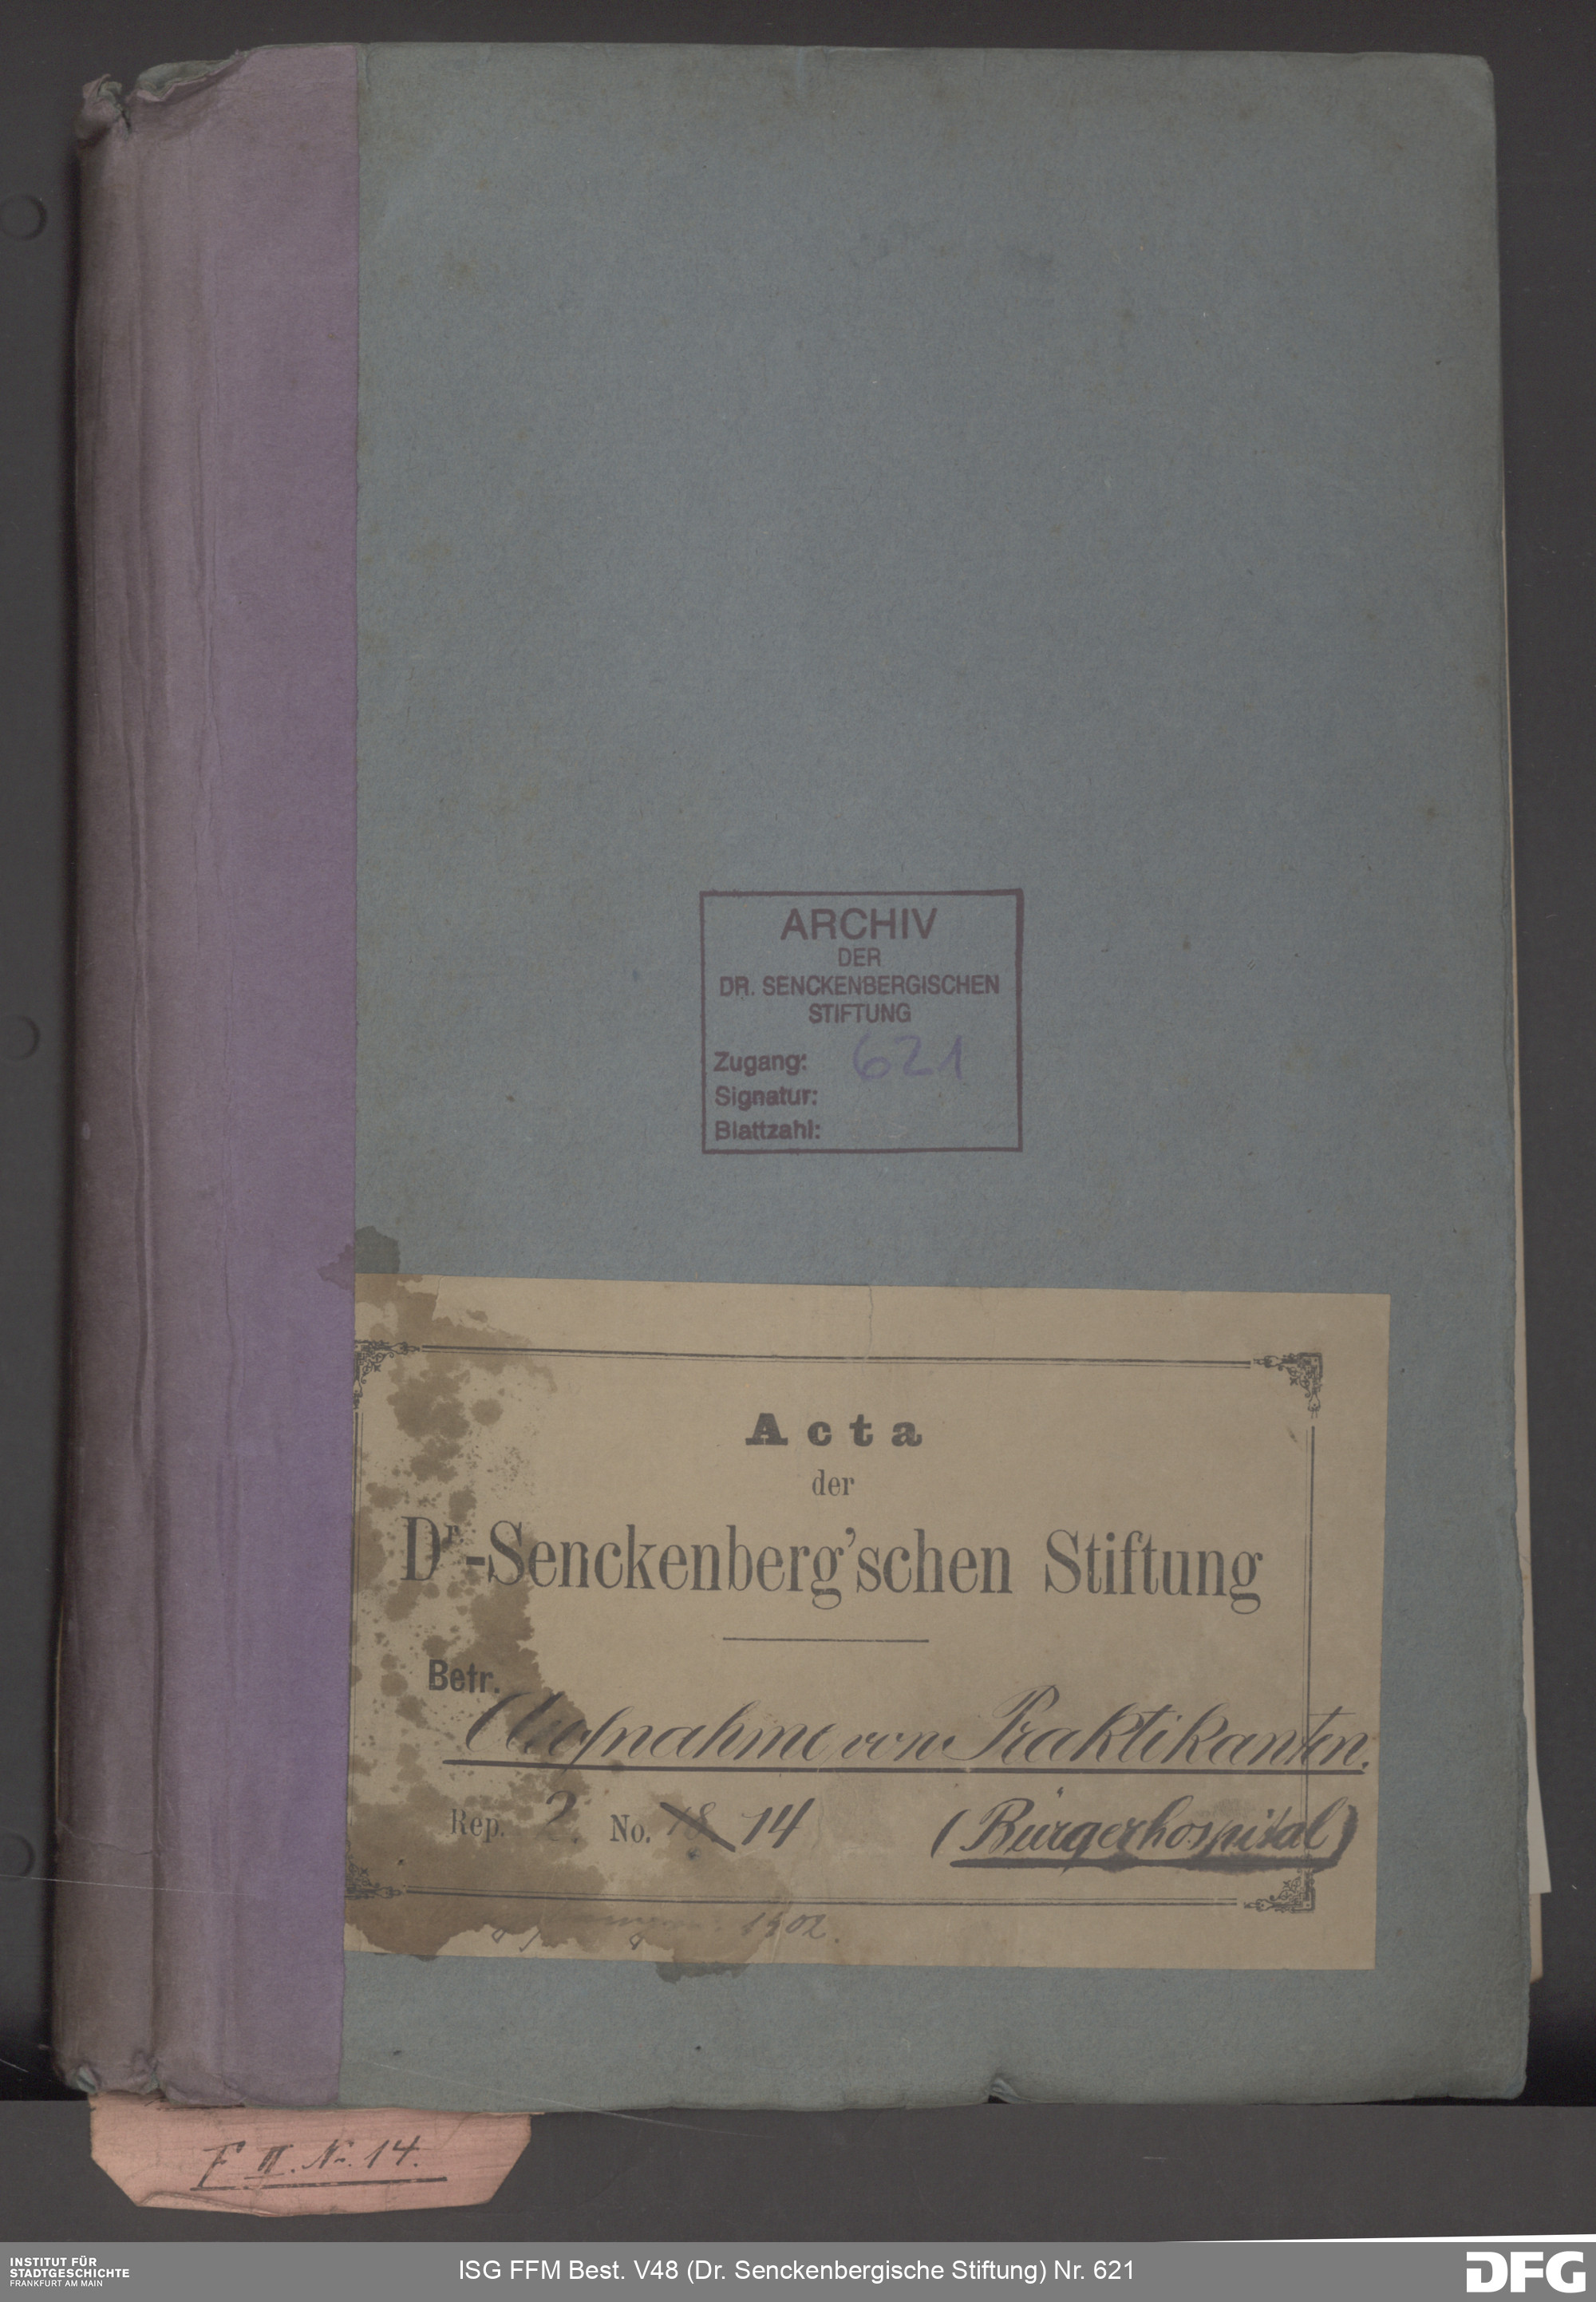 ARCHIV
DER
DR. SENCKENBERGISCHEN
STIFTUNG
Zugang: 621
Signatur:
Blattzahl:
Acta
der
Dr-Senckenberg'schen Stiftung
Betr.
Aufnahme von Praktikanten.
Rep. 2. No. 18. 14 (Bürgerhospital)
1902.
F II. No. 14.
INSTITUT FÜR
STADTGESCHICHTE
FRANKFURT AM MAIN
ISG FFM Best. V48 (Dr. Senckenbergische Stiftung) Nr. 621
DFG